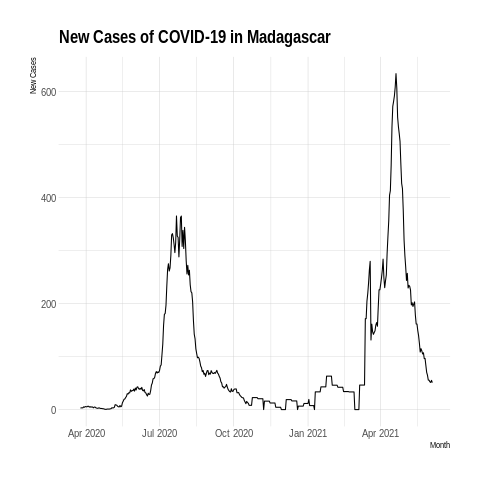 New Cases of COVID-19 in Madagascar
New Cases
600
400
200
0
Apr 2020 Jul 2020 Oct 2020 Jan 2021 Apr 2021
Month